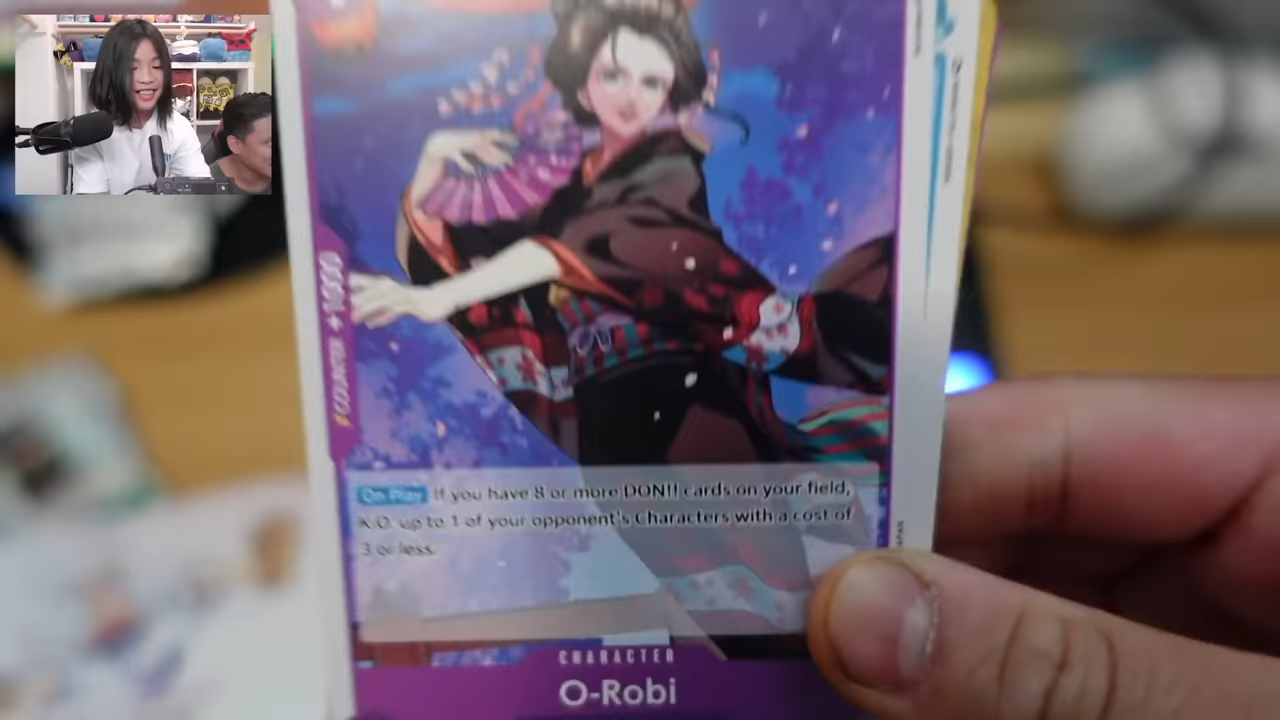 COUNTER +1000
On Play If you have 8 or more DON!! cards on your field,
K.O. up to 1 of your opponent's Characters with a cost of
3 or less.
CHARACTER
O-Robi